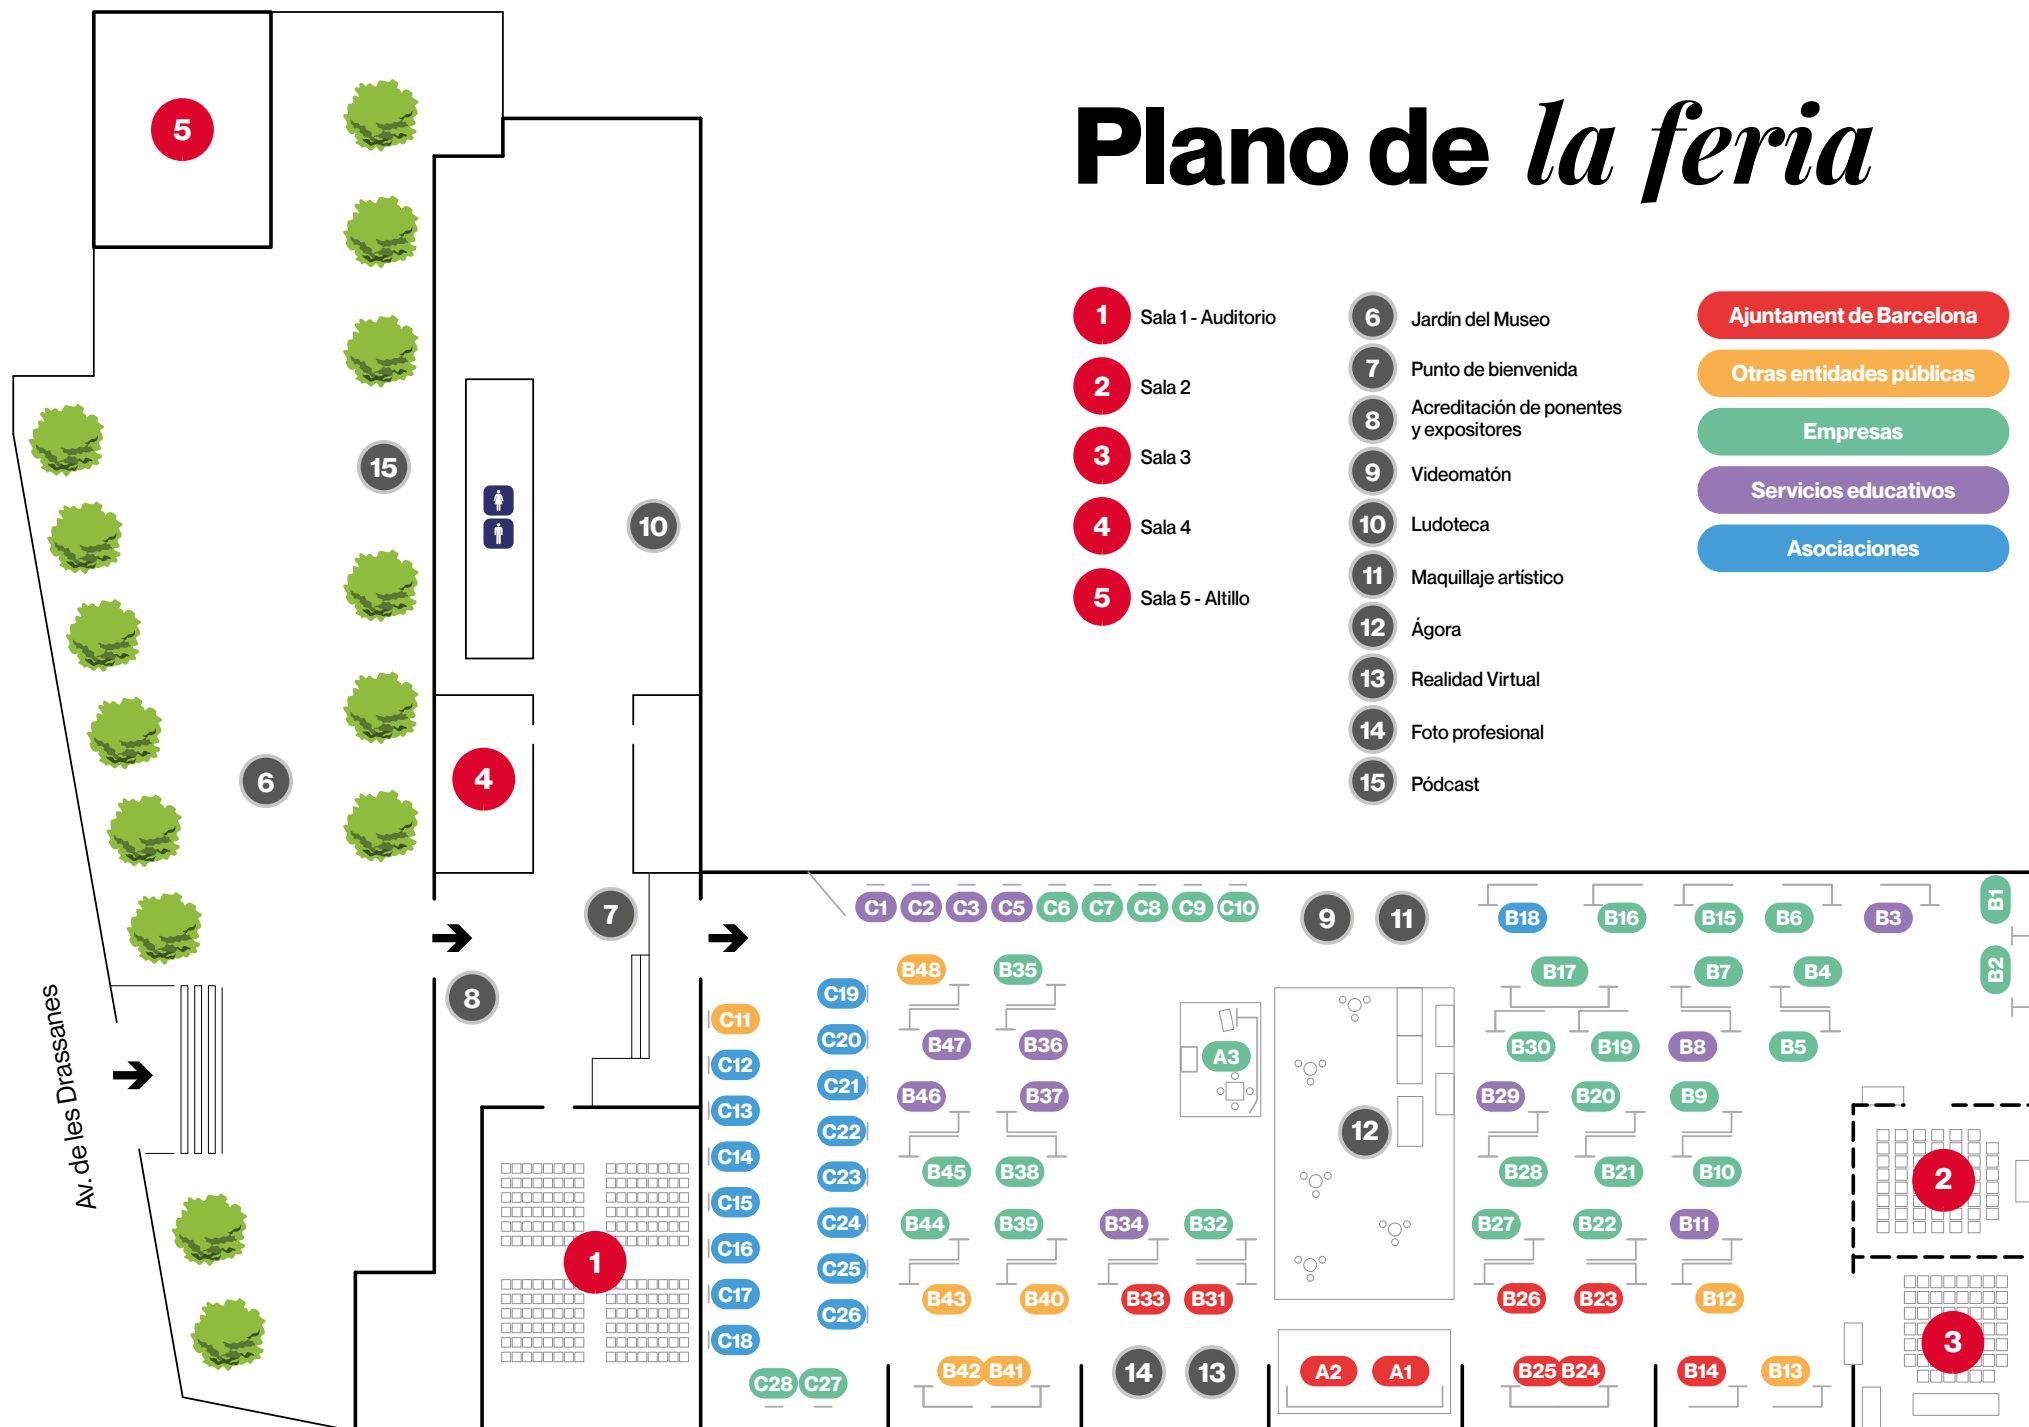 Plano de la feria
1 Sala 1 - Auditorio
2 Sala 2
3 Sala 3
4 Sala 4
5 Sala 5 - Altillo
6 Jardín del Museo
7 Punto de bienvenida
8 Acreditación de ponentes
y expositores
9 Videomatón
10 Ludoteca
11 Maquillaje artístico
12 Ágora
13 Realidad Virtual
14 Foto profesional
15 Pódcast
Ajuntament de Barcelona
Otras entidades públicas
Empresas
Servicios educativos
Asociaciones
5
15
10
6
4
7
8
Av. de les Drassanes
1
C1 C2 C3 C5 C6 C7 C8 C9 C10
9 11
B18 B16 B15 B6 B3 B1
B48 B35 B17 B7 B4 B2
C19
C11
C20 B47 B36 A3 B30 B19 B8 B5
C12
C21 B46 B37 B29 B20 B9
C13
C22 12
C14
C23 B45 B38 B28 B21 B10 2
C15
C24 B44 B39 B34 B32 B27 B22 B11
C16
C25
C17 B43 B40 B33 B31 B26 B23 B12
C26
C18 3
C28 C27 B42 B41 14 13 A2 A1 B25 B24 B14 B13